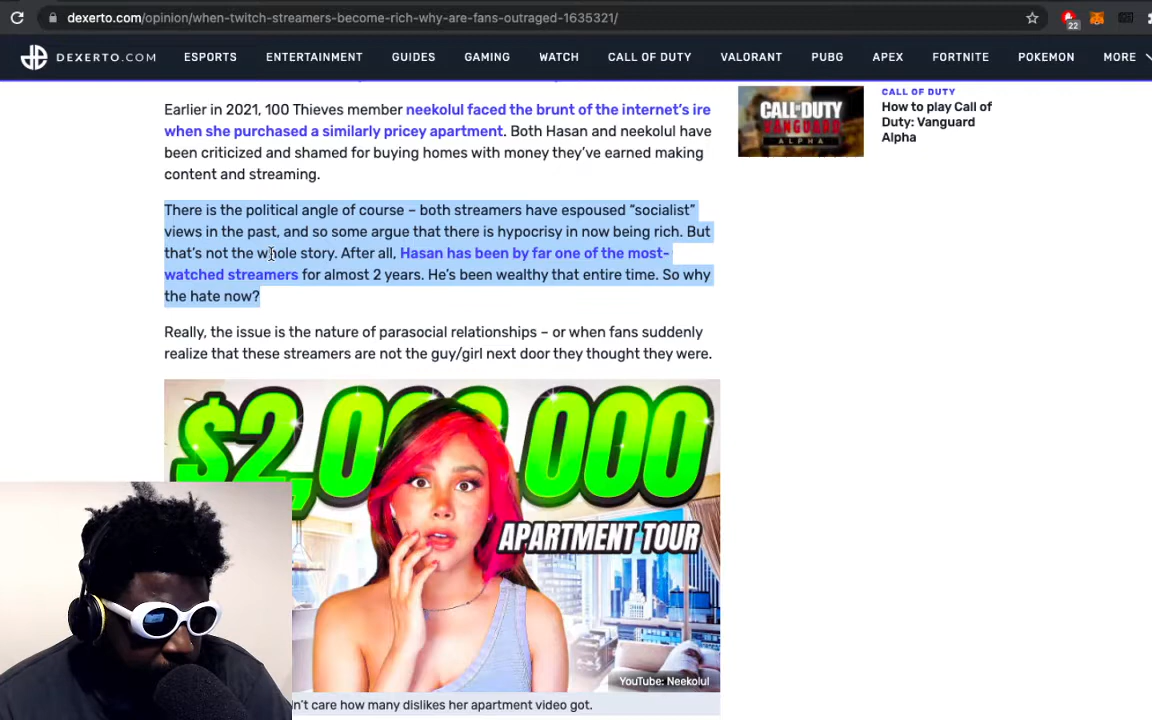 dexerto.com/opinion/when-twitch-streamers-become-rich-why-are-fans-outraged-1635321/
22
DEXERTO.COM
ESPORTS
ENTERTAINMENT
GUIDES
GAMING
WATCH
CALL OF DUTY
VALORANT
PUBG
APEX
FORTNITE
POKEMON
MORE
Earlier in 2021, 100 Thieves member neekolul faced the brunt of the internet's ire
when she purchased a similarly pricey apartment. Both Hasan and neekolul have
been criticized and shamed for buying homes with money they've earned making
content and streaming.
There is the political angle of course – both streamers have espoused "socialist"
views in the past, and so some argue that there is hypocrisy in now being rich. But
that's not the whole story. After all, Hasan has been by far one of the most-
watched streamers for almost 2 years. He's been wealthy that entire time. So why
the hate now?
Really, the issue is the nature of parasocial relationships – or when fans suddenly
realize that these streamers are not the guy/girl next door they thought they were.
CALL OF DUTY
How to play Call of
Duty: Vanguard
Alpha
CALL OF DUTY
VANGUARD
ALPHA
APARTMENT TOUR
YouTube: Neekolul
n't care how many dislikes her apartment video got.